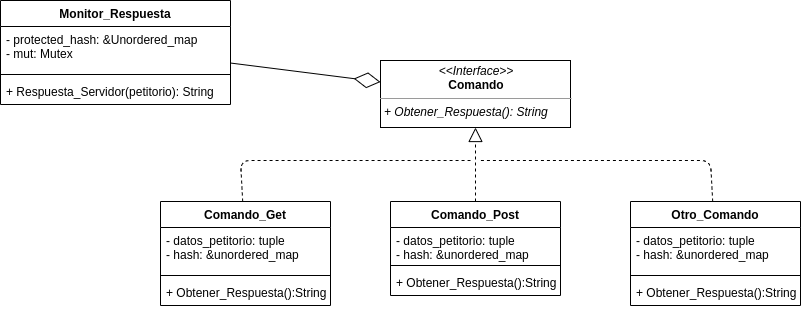 Monitor_Respuesta
- protected_hash: &Unordered_map
- mut: Mutex
+ Respuesta_Servidor(petitorio): String
<<Interface>>
Comando
+ Obtener_Respuesta(): String
Comando_Get
- datos_petitorio: tuple
- hash: &unordered_map
+ Obtener_Respuesta():String
Comando_Post
- datos_petitorio: tuple
- hash: &unordered_map
+ Obtener_Respuesta():String
Otro_Comando
- datos_petitorio: tuple
- hash: &unordered_map
+ Obtener_Respuesta():String